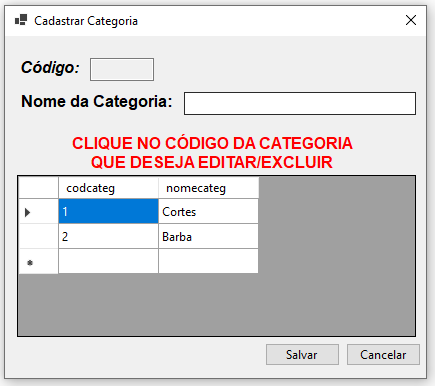 Cadastrar Categoria
Código:
Nome da Categoria:
CLIQUE NO CÓDIGO DA CATEGORIA
QUE DESEJA EDITAR/EXCLUIR
codcateg nomecateg
1 Cortes
2 Barba
Salvar Cancelar